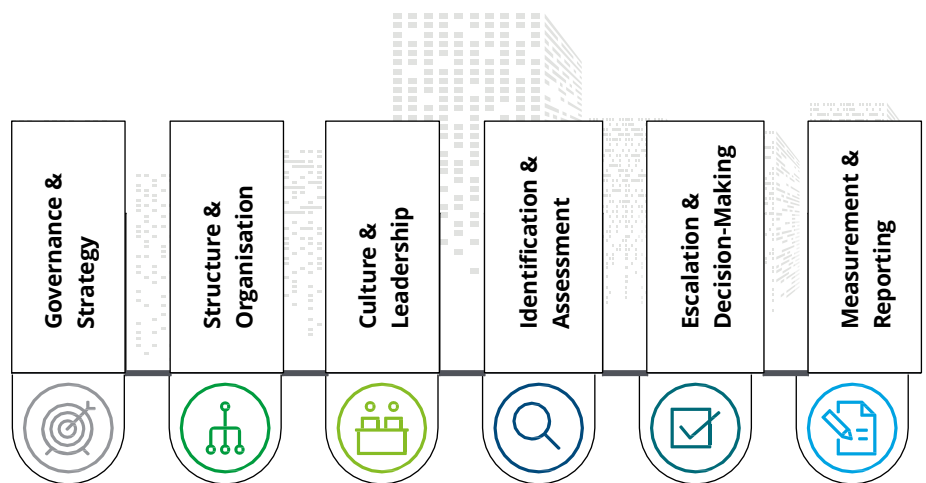 Governance &
Strategy
Structure &
Organisation
Culture &
Leadership
Identification &
Assessment
Escalation &
Decision-Making
Measurement &
Reporting